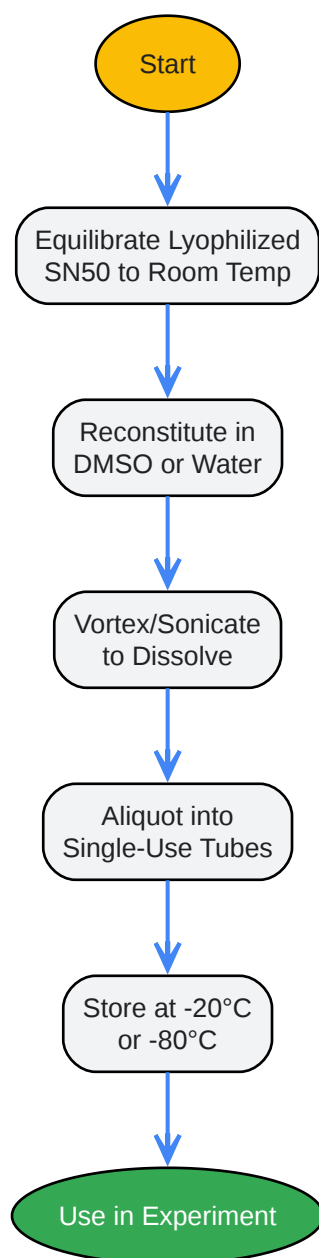 Start
Equilibrate Lyophilized
SN50 to Room Temp
Reconstitute in
DMSO or Water
Vortex/Sonicate
to Dissolve
Aliquot into
Single-Use Tubes
Store at -20°C
or -80°C
Use in Experiment